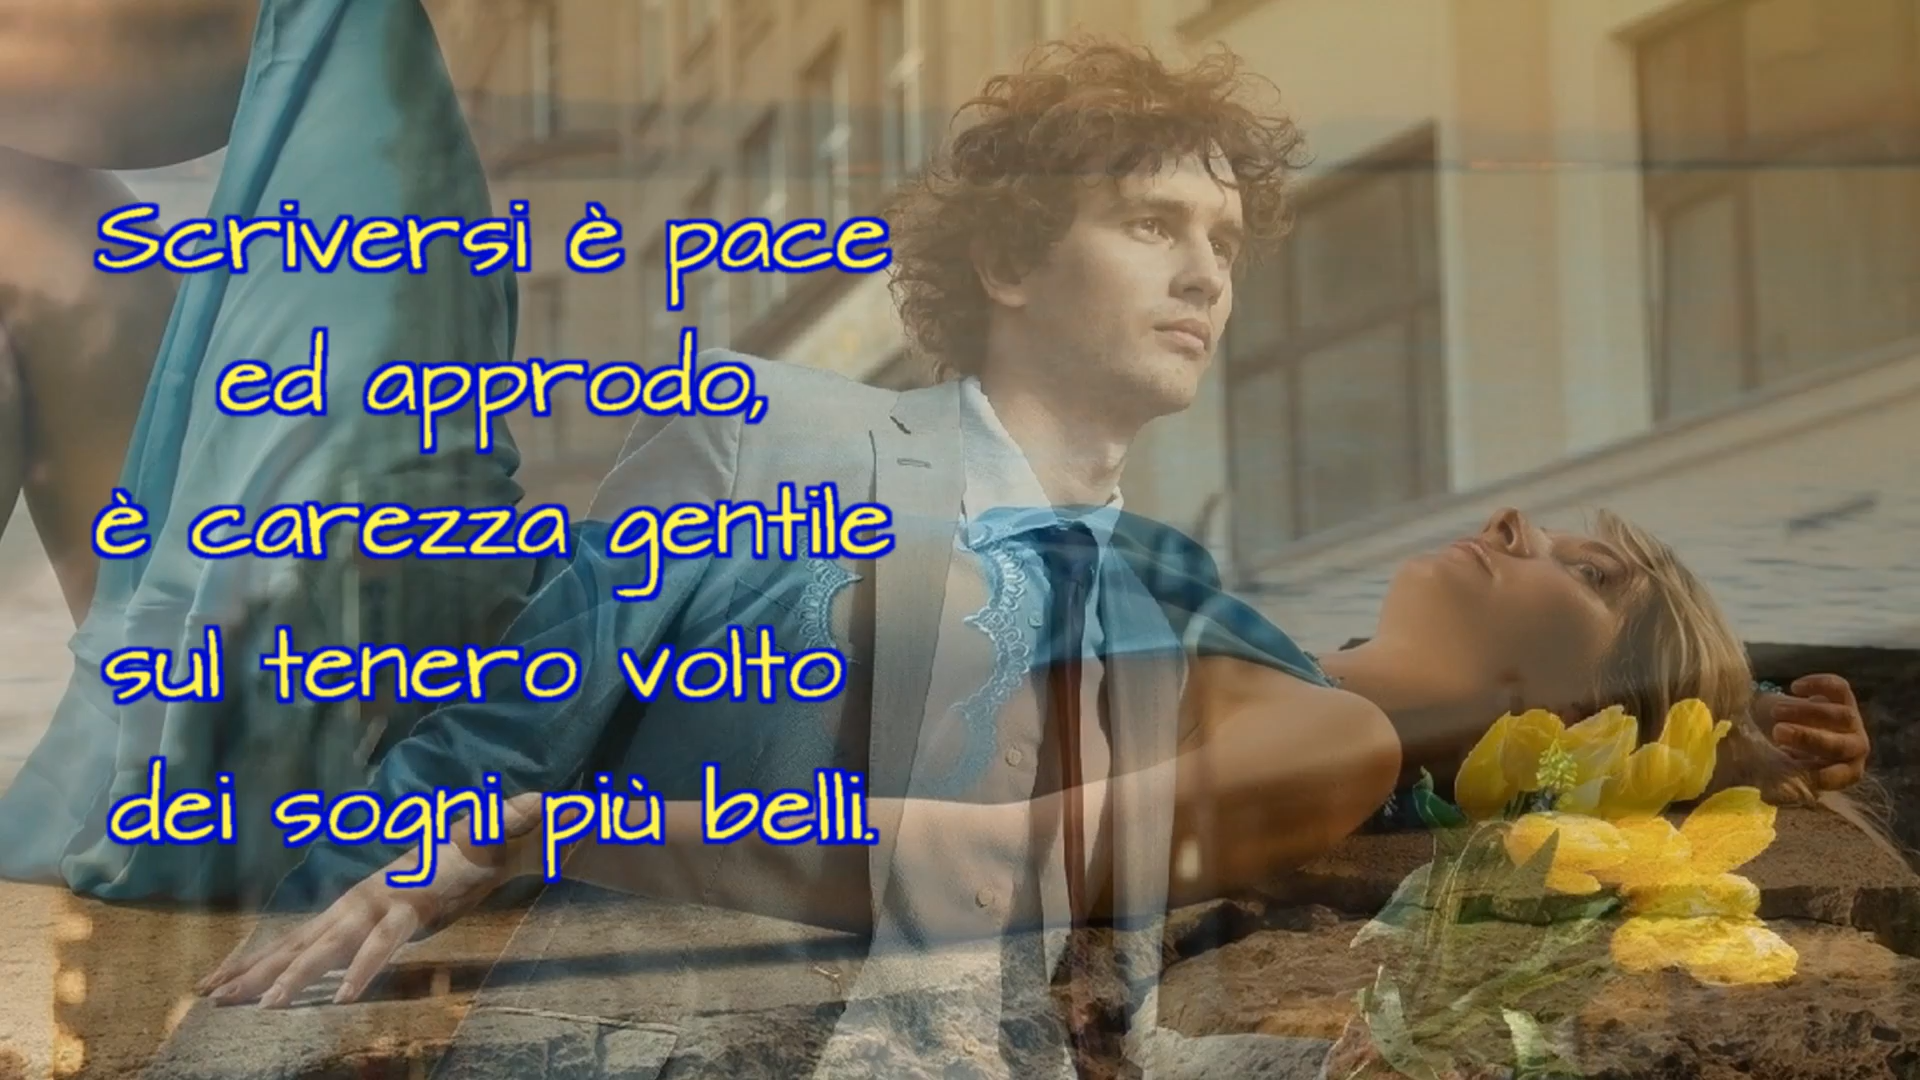 Scriversi è pace
ed approdo,
è carezza gentile
sul tenero volto
dei sogni più belli.